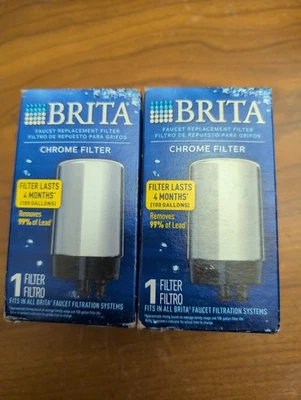 BRITA
FAUCET REPLACEMENT FILTER
FILTRO DE REPUESTO PARA GRIFOS
CHROME FILTER
FILTER LASTS
4 MONTHS*
(100 GALLONS)
Removes
99% of Lead†
1 FILTER
FILTRO
FITS IN ALL BRITA® FAUCET FILTRATION SYSTEMS
BRITA
FAUCET REPLACEMENT FILTER
FILTRO DE REPUESTO PARA GRIFOS
CHROME FILTER
FILTER LASTS
4 MONTHS*
(100 GALLONS)
Removes
99% of Lead†
1 FILTER
FILTRO
FITS IN ALL BRITA® FAUCET FILTRATION SYSTEMS